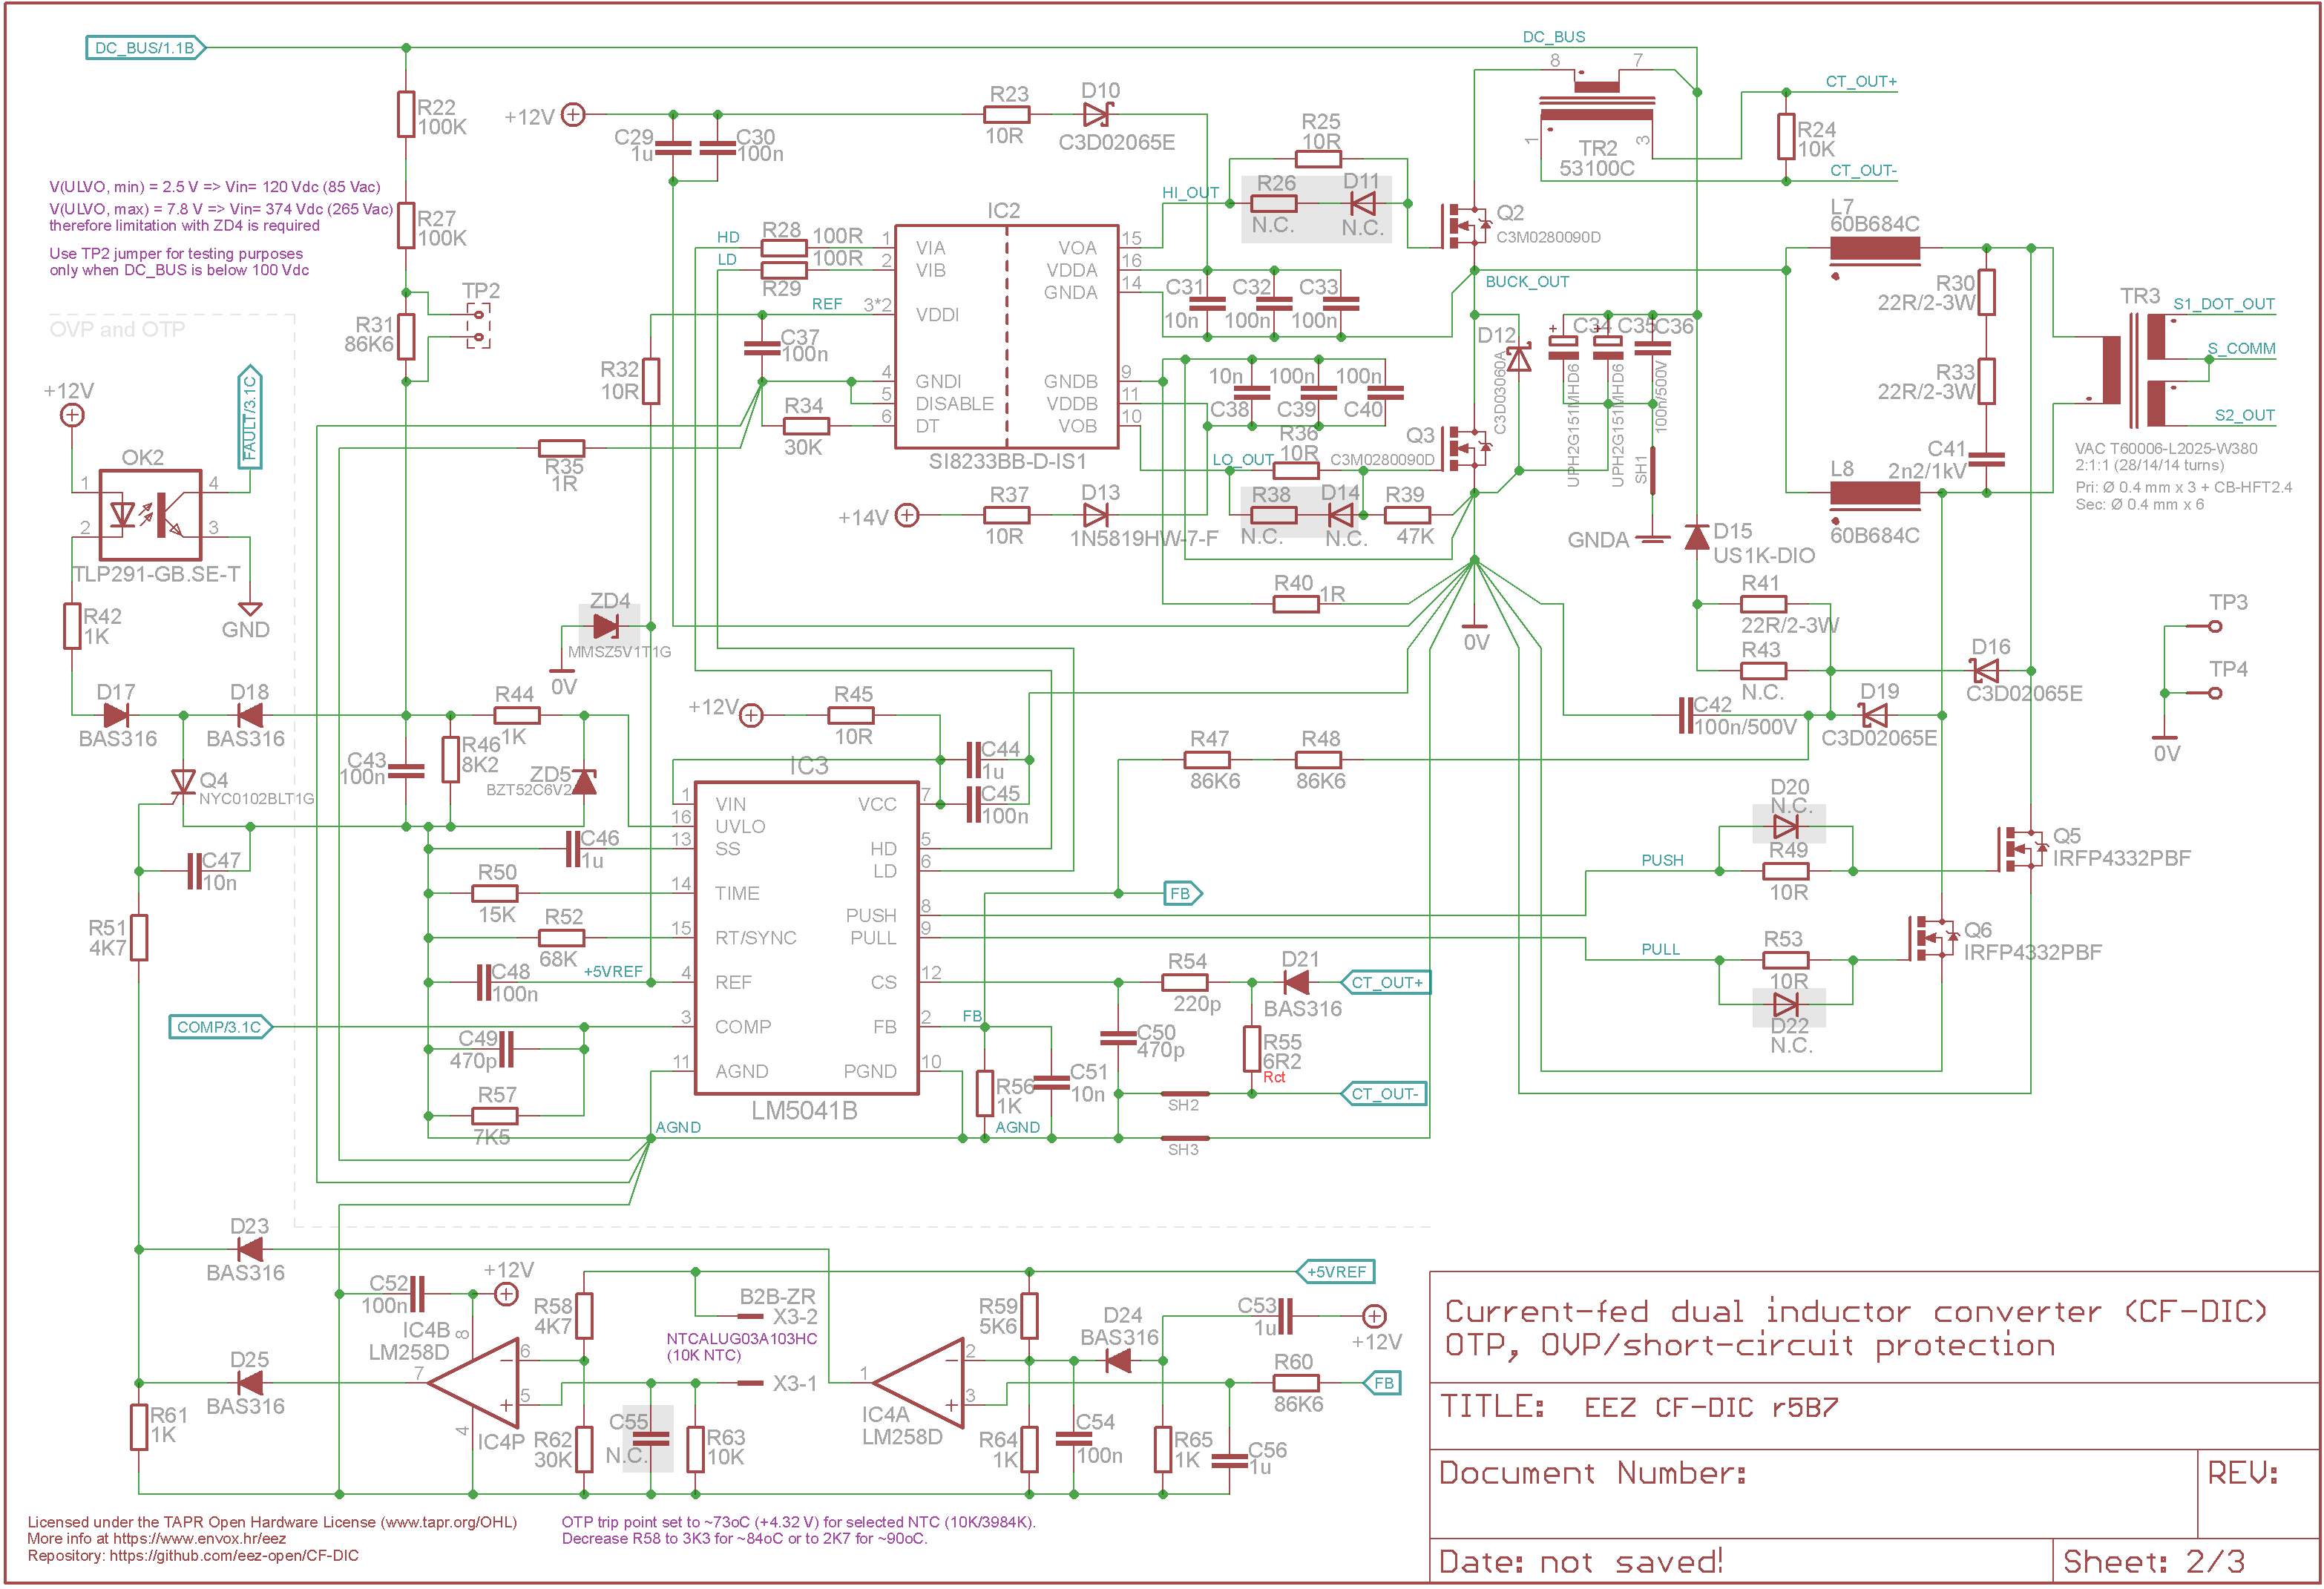 DC_BUS/1.1B
DC_BUS
8
7
CT_OUT+
R22
100K
+12V
C29
1u
C30
100n
R23
10R
D10
C3D02065E
R25
10R
1
3
TR2
53100C
R24
10K
CT_OUT-
V(ULVO, min) = 2.5 V => Vin= 120 Vdc (85 Vac)
V(ULVO, max) = 7.8 V => Vin= 374 Vdc (265 Vac)
therefore limitation with ZD4 is required
Use TP2 jumper for testing purposes
only when DC_BUS is below 100 Vdc
R27
100K
HI_OUT
R26
N.C.
D11
N.C.
Q2
C3M0280090D
L7
60B684C
IC2
HD
R28
100R
1
LD
R29
100R
2
VIA
VIB
VDDI
GNDI
DISABLE
DT
VOA
VDDA
GNDA
GNDB
VDDB
VOB
15
16
14
9
11
10
REF
3*2
4
5
6
SI8233BB-D-IS1
BUCK_OUT
TP2
R31
86K6
OVP and OTP
C31
10n
C32
100n
C33
100n
C37
100n
R32
10R
R34
30K
R35
1R
10n
C38
100n
C39
100n
C40
D12
C3D03060A
C34
UPH2G151MHD6
C35
UPH2G151MHD6
C36
100n/500V
SH1
GNDA
R30
22R/2-3W
R33
22R/2-3W
C41
2n2/1kV
TR3
S1_DOT_OUT
S_COMM
S2_OUT
VAC T60006-L2025-W380
2:1:1 (28/14/14 turns)
Pri: Ø 0.4 mm x 3 + CB-HFT2.4
Sec: Ø 0.4 mm x 6
+12V
FAULT/3.1C
OK2
1
2
4
3
TLP291-GB.SE-T
GND
R42
1K
LO_OUT
R36
10R
C3M0280090D
Q3
+14V
R37
10R
D13
1N5819HW-7-F
R38
N.C.
D14
N.C.
R39
47K
L8
60B684C
D15
US1K-DIO
R40
1R
0V
R41
22R/2-3W
R43
N.C.
D16
C3D02065E
C42
100n/500V
D19
C3D02065E
TP3
TP4
0V
ZD4
MMSZ5V1T1G
0V
D17
BAS316
D18
BAS316
Q4
NYC0102BLT1G
R44
1K
C43
100n
R46
8K2
ZD5
BZT52C6V2
+12V
R45
10R
C44
1u
C45
100n
R47
86K6
R48
86K6
IC3
1
16
13
14
15
4
3
11
VIN
UVLO
SS
TIME
RT/SYNC
REF
COMP
AGND
VCC
HD
LD
PUSH
PULL
CS
FB
PGND
7
5
6
8
9
12
2
10
LM5041B
C46
1u
C47
10n
R50
15K
R51
4K7
R52
68K
C48
100n
+5VREF
COMP/3.1C
C49
470p
R57
7K5
AGND
FB
FB
R54
220p
D21
BAS316
CT_OUT+
C50
470p
R55
6R2
Rct
R56
1K
C51
10n
SH2
CT_OUT-
AGND
SH3
PUSH
D20
N.C.
R49
10R
Q5
IRFP4332PBF
PULL
R53
10R
D22
N.C.
Q6
IRFP4332PBF
D23
BAS316
C52
100n
+12V
IC4B
LM258D
8
7
6
5
4
IC4P
D25
BAS316
R61
1K
R58
4K7
R62
30K
B2B-ZR
X3-2
NTCALUG03A103HC
(10K NTC)
X3-1
C55
N.C.
R63
10K
1
2
3
IC4A
LM258D
R59
5K6
R64
1K
D24
BAS316
C54
100n
R65
1K
C53
1u
+12V
+5VREF
R60
86K6
FB
C56
1u
Licensed under the TAPR Open Hardware License (www.tapr.org/OHL)
More info at https://www.envox.hr/eez
Repository: https://github.com/eez-open/CF-DIC
OTP trip point set to ~73oC (+4.32 V) for selected NTC (10K/3984K).
Decrease R58 to 3K3 for ~84oC or to 2K7 for ~90oC.
Current-fed dual inductor converter (CF-DIC)
OTP, OVP/short-circuit protection
TITLE: EEZ CF-DIC r5B7
Document Number:
REV:
Date: not saved!
Sheet: 2/3